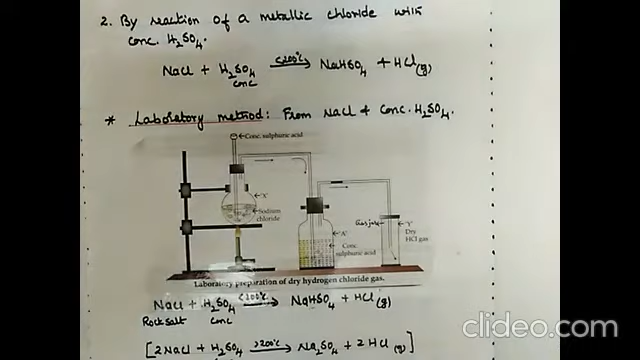 2. By reaction of a metallic chloride with
conc. H₂SO₄.
NaCl + H₂SO₄ <200°C → NaHSO₄ + HCl(g)
conc
* Laboratory method: From NaCl & Conc. H₂SO₄.
Conc. sulphuric acid
'X'
Sodium
chloride
'A'
Conc.
sulphuric acid
Gas jar
'Y'
Dry
HCl gas
Laboratory preparation of dry hydrogen chloride gas.
NaCl + H₂SO₄ <200°C → NaHSO₄ + HCl(g)
Rock salt conc
[2NaCl + H₂SO₄ >200°C → Na₂SO₄ + 2HCl(g)]
clideo.com